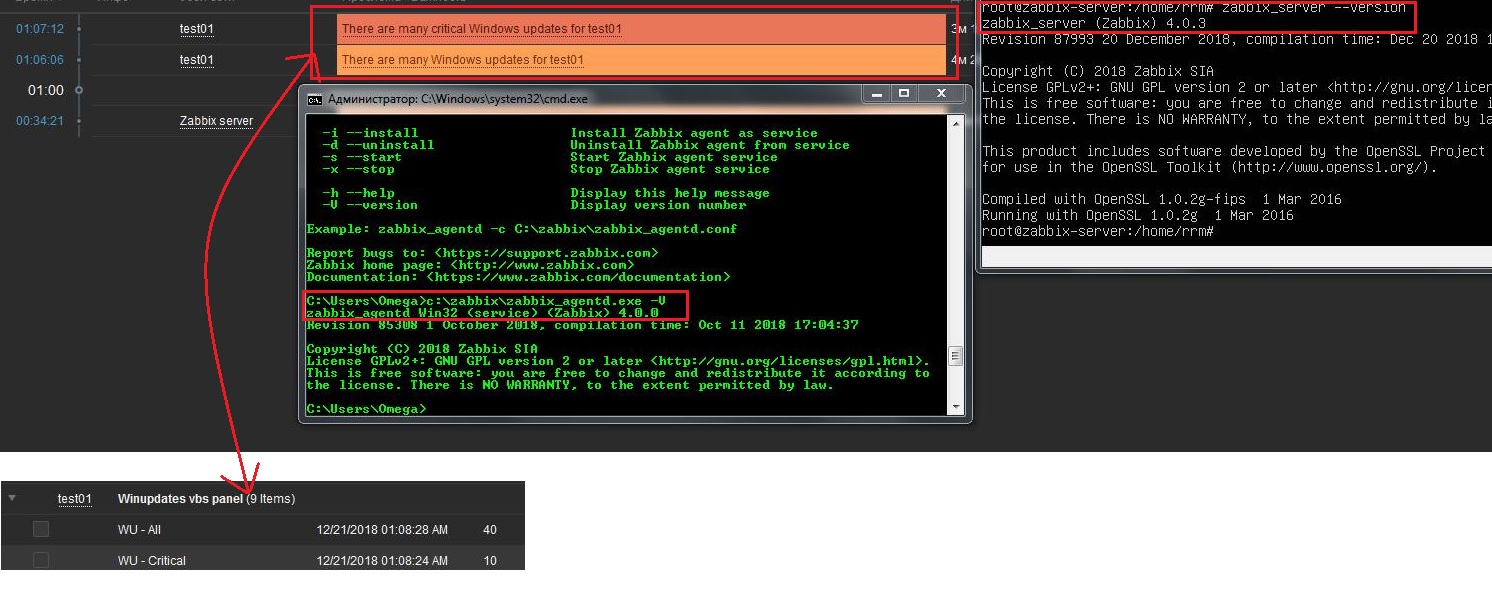 01:07:12 test01 There are many critical Windows updates for test01
01:06:06 test01 There are many Windows updates for test01
01:00
00:34:21 Zabbix server
Администратор: C:\Windows\system32\cmd.exe
-i --install Install Zabbix agent as service
-d --uninstall Uninstall Zabbix agent from service
-s --start Start Zabbix agent service
-x --stop Stop Zabbix agent service
-h --help Display this help message
-V --version Display version number
Example: zabbix_agentd -c C:\zabbix\zabbix_agentd.conf
Report bugs to: <https://support.zabbix.com>
Zabbix home page: <http://www.zabbix.com>
Documentation: <https://www.zabbix.com/documentation>
C:\Users\Omega>c:\zabbix\zabbix_agentd.exe -V
zabbix_agentd Win32 (service) (Zabbix) 4.0.0
Revision 85308 1 October 2018, compilation time: Oct 11 2018 17:04:37
Copyright (C) 2018 Zabbix SIA
License GPLv2+: GNU GPL version 2 or later <http://gnu.org/licenses/gpl.html>.
This is free software: you are free to change and redistribute it according to
the license. There is NO WARRANTY, to the extent permitted by law.
C:\Users\Omega>
root@zabbix-server:/home/rrm# zabbix_server --version
zabbix_server (Zabbix) 4.0.3
Revision 87993 20 December 2018, compilation time: Dec 20 2018 1
Copyright (C) 2018 Zabbix SIA
License GPLv2+: GNU GPL version 2 or later <http://gnu.org/licen
This is free software: you are free to change and redistribute i
the license. There is NO WARRANTY, to the extent permitted by la
This product includes software developed by the OpenSSL Project
for use in the OpenSSL Toolkit (http://www.openssl.org/).
Compiled with OpenSSL 1.0.2g-fips 1 Mar 2016
Running with OpenSSL 1.0.2g 1 Mar 2016
root@zabbix-server:/home/rrm#
test01 Winupdates vbs panel (9 Items)
WU - All 12/21/2018 01:08:28 AM 40
WU - Critical 12/21/2018 01:08:24 AM 10